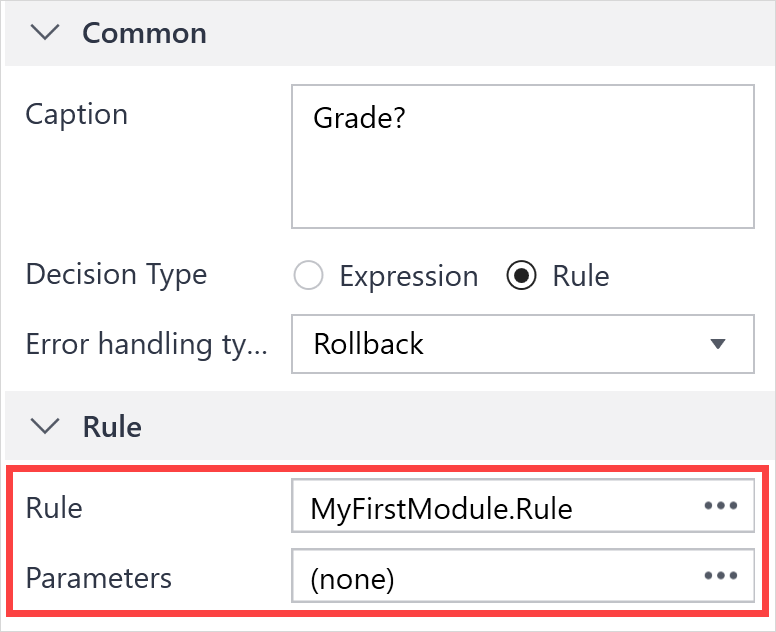 Common
Caption
Grade?
Decision Type
Expression
Rule
Error handling ty...
Rollback
Rule
Rule
MyFirstModule.Rule
Parameters
(none)